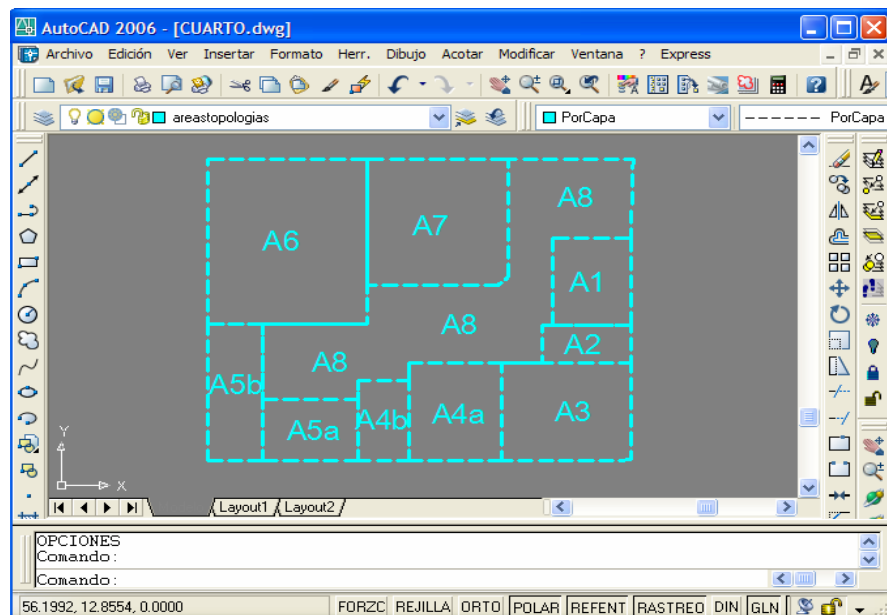 AutoCAD 2006 - [CUARTO.dwg]
Archivo Edición Ver Insertar Formato Herr. Dibujo Acotar Modificar Ventana ? Express
areastopologias PorCapa PorCapa
A8
A7
A6
A1
A8
A2
A8
A5b
A4b
A4a
A3
A5a
Y
X
Layout1 Layout2
OPCIONES
Comando:
Comando:
56.1992, 12.8554, 0.0000 FORZC REJILLA ORTO POLAR REFENT RASTREO DIN GLN